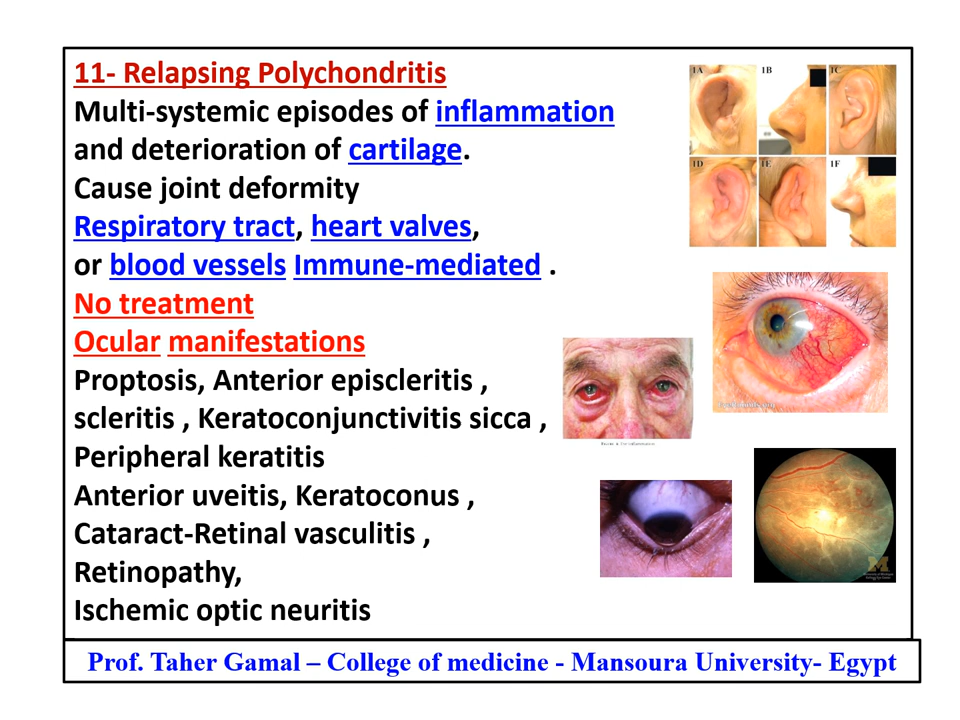 11- Relapsing Polychondritis
Multi-systemic episodes of inflammation
and deterioration of cartilage.
Cause joint deformity
Respiratory tract, heart valves,
or blood vessels Immune-mediated .
No treatment
Ocular manifestations
Proptosis, Anterior episcleritis ,
scleritis , Keratoconjunctivitis sicca ,
Peripheral keratitis
Anterior uveitis, Keratoconus ,
Cataract-Retinal vasculitis ,
Retinopathy,
Ischemic optic neuritis
1A 1B 1C
1D 1E 1F
M
Prof. Taher Gamal – College of medicine - Mansoura University- Egypt